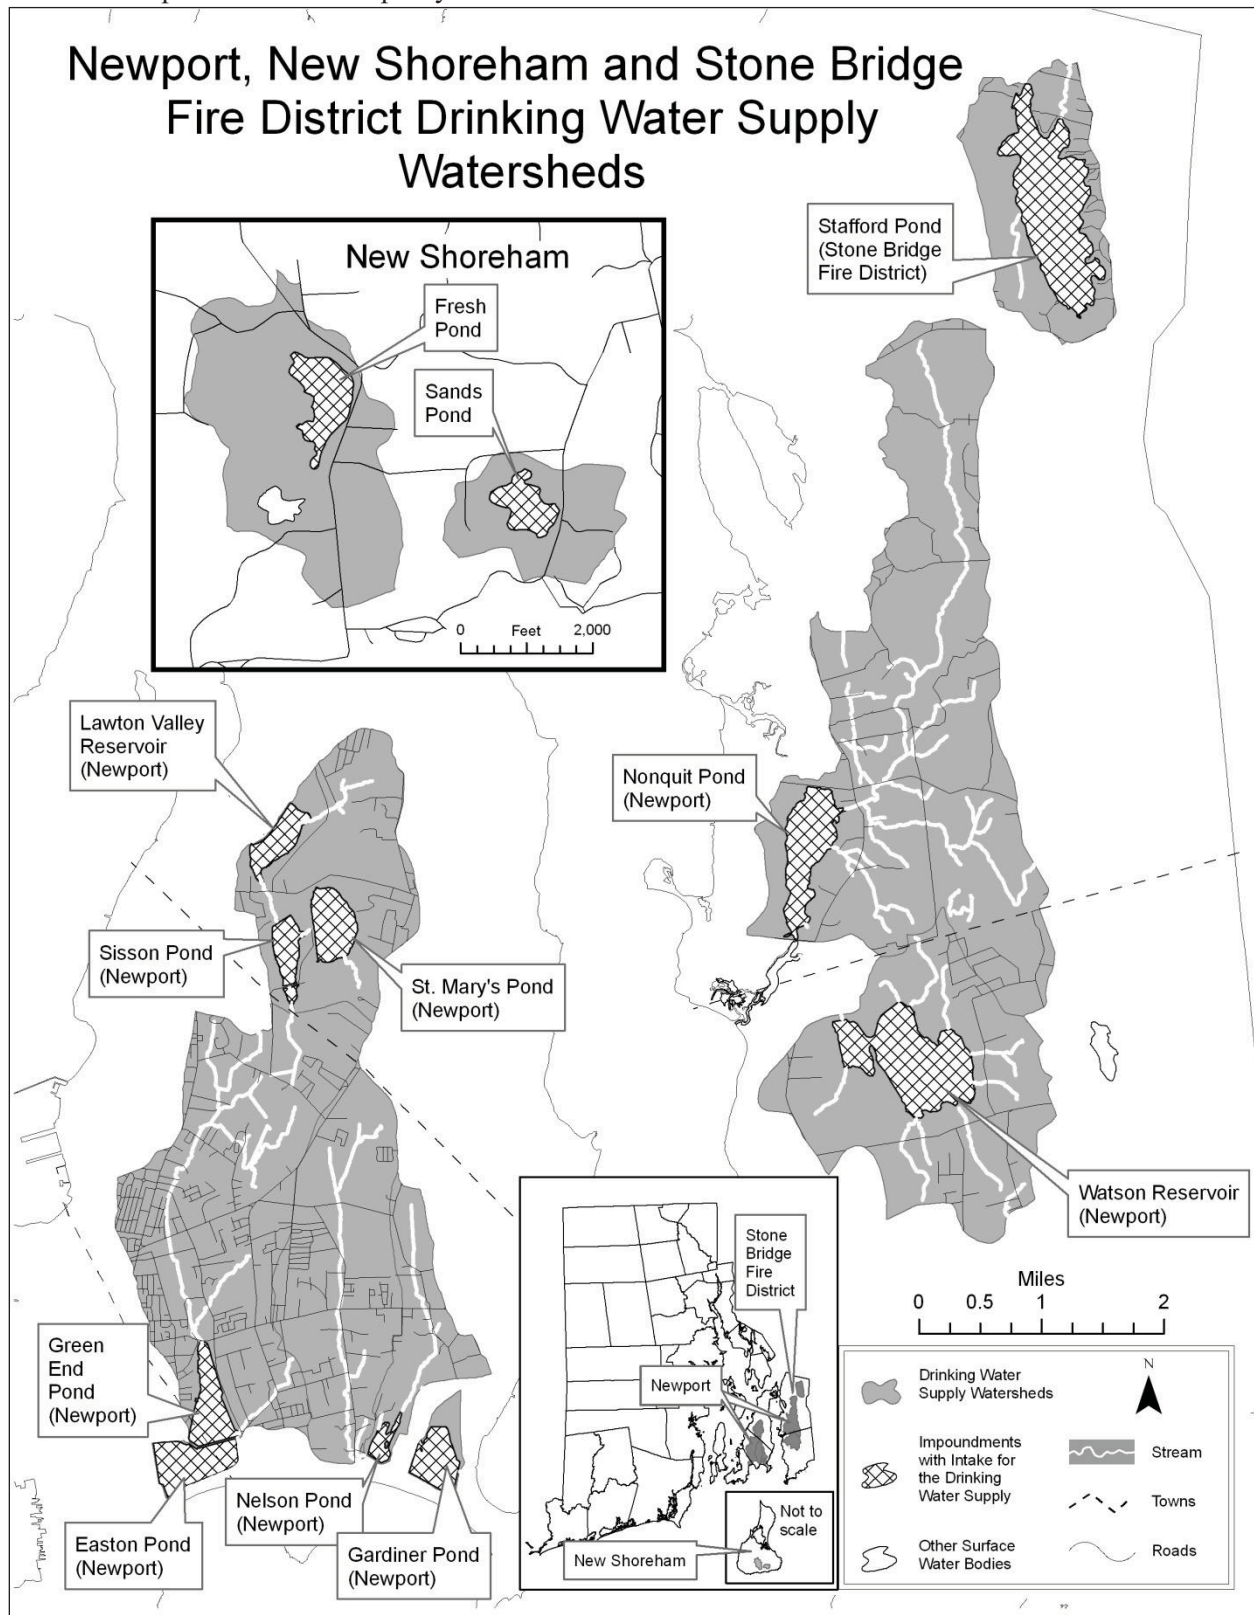 Newport, New Shoreham and Stone Bridge
Fire District Drinking Water Supply
Watersheds
Stafford Pond
(Stone Bridge
Fire District)
New Shoreham
Fresh
Pond
Sands
Pond
0 Feet 2,000
Lawton Valley
Reservoir
(Newport)
Nonquit Pond
(Newport)
Sisson Pond
(Newport)
St. Mary's Pond
(Newport)
Watson Reservoir
(Newport)
Green
End
Pond
(Newport)
Easton Pond
(Newport)
Nelson Pond
(Newport)
Gardiner Pond
(Newport)
Stone
Bridge
Fire
District
Newport
Not to
scale
New Shoreham
Miles
0 0.5 1 2
Drinking Water
Supply Watersheds
N
Impoundments
with Intake for
the Drinking
Water Supply
Stream
Towns
Other Surface
Water Bodies
Roads